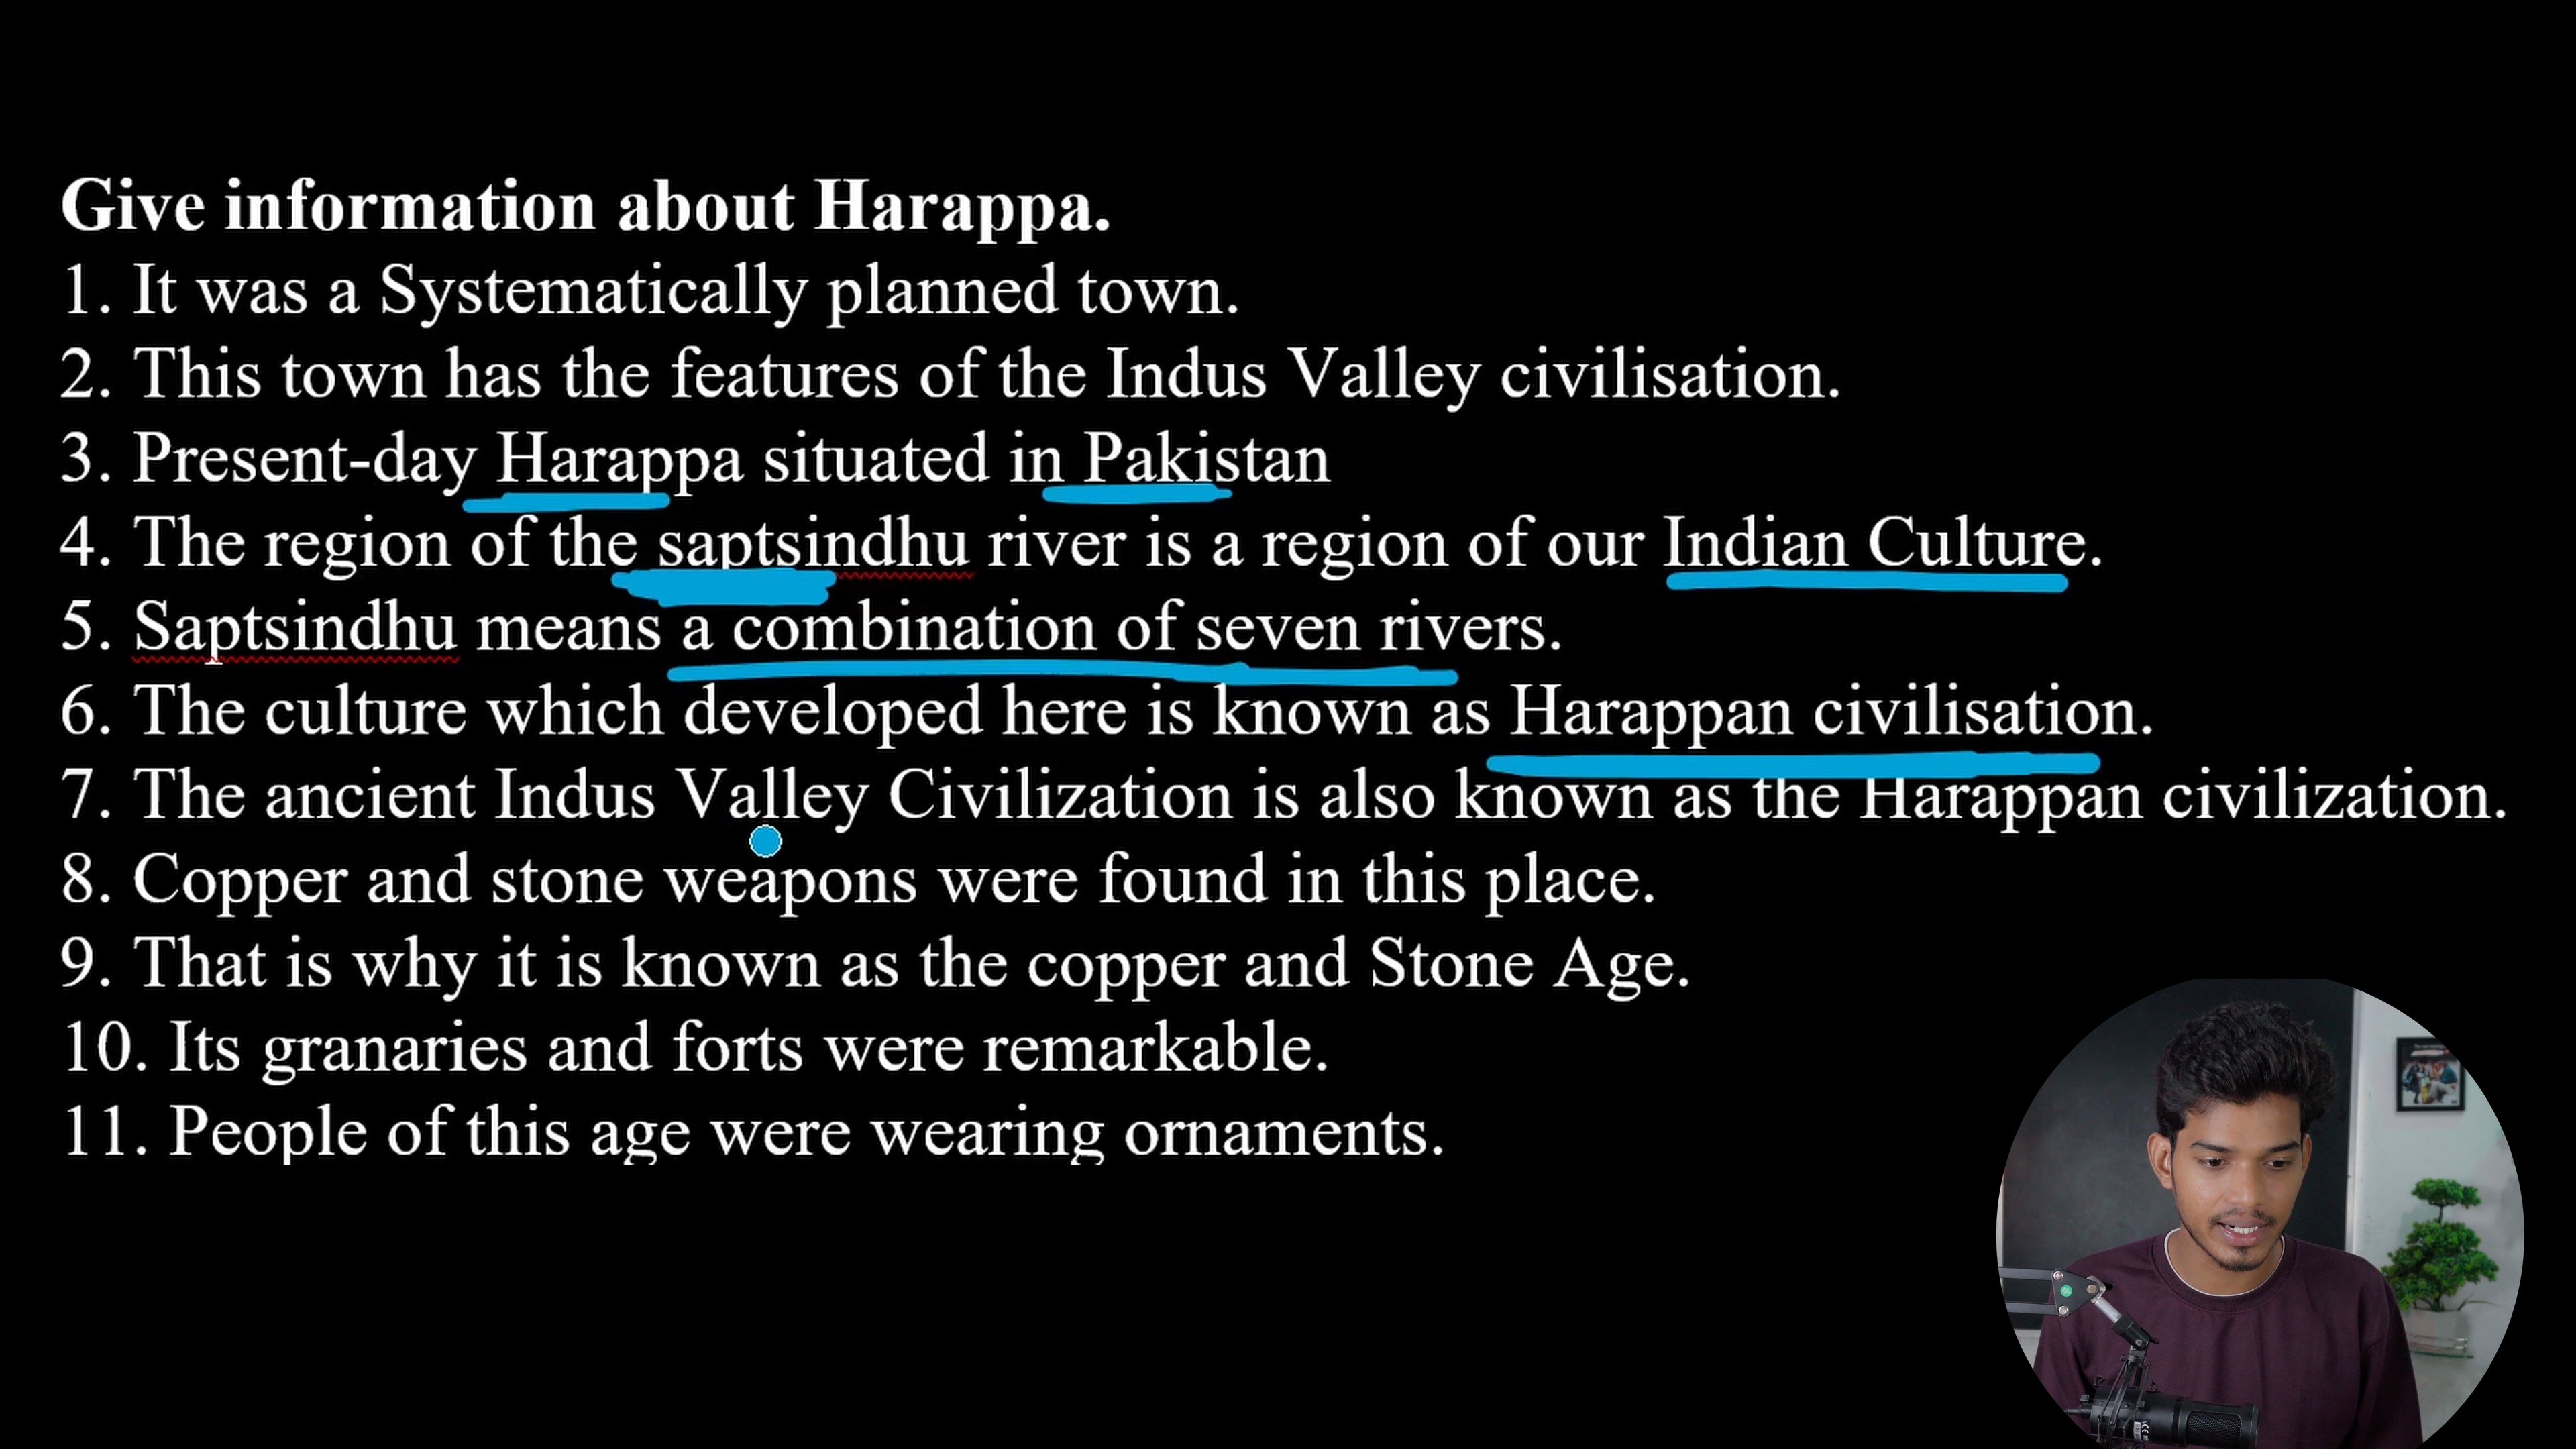 Give information about Harappa.
1. It was a Systematically planned town.
2. This town has the features of the Indus Valley civilisation.
3. Present-day Harappa situated in Pakistan
4. The region of the saptsindhu river is a region of our Indian Culture.
5. Saptsindhu means a combination of seven rivers.
6. The culture which developed here is known as Harappan civilisation.
7. The ancient Indus Valley Civilization is also known as the Harappan civilization.
8. Copper and stone weapons were found in this place.
9. That is why it is known as the copper and Stone Age.
10. Its granaries and forts were remarkable.
11. People of this age were wearing ornaments.